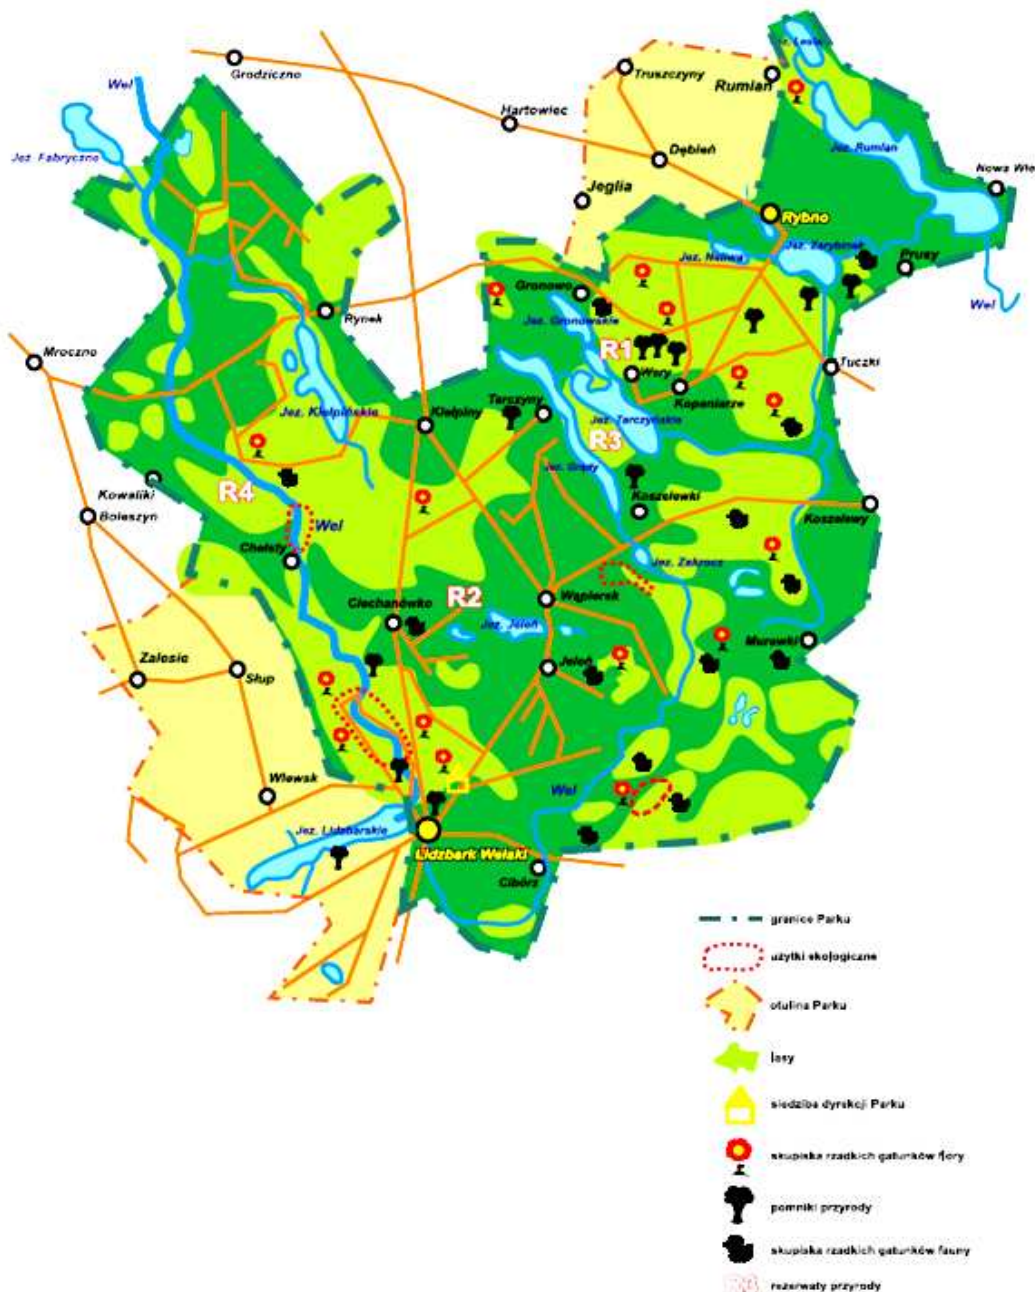 Jez. Lesiak
Grodziczno
Wel
Truszczyny
Rumian
Hartowiec
Jez. Fabryczne
Jez. Rumian
Dębień
Nowa Wieś
Jeglia
Rybno
Jez. Zarybinek
Jez. Neliwa
Prusy
Gronowo
Wel
Rynek
Jez. Gronowskie
R1
Mroczno
Wery
Tuczki
Kopaniarze
Jez. Kiełpińskie
Tarczyny
Kiełpiny
Jez. Tarczyńskie
R3
Jez. Grądy
Kowaliki
R4
Koszelewki
Boleszyn
Koszelewy
Wel
Chełsty
Jez. Zakrocz
R2
Wąpiersk
Ciechanówko
Jez. Jeleń
Murawki
Zalesie
Słup
Jeleń
Wlewsk
Wel
Jez. Lidzbarskie
Lidzbark Welski
Cibórz
granice Parku
użytki ekologiczne
otulina Parku
lasy
siedziba dyrekcji Parku
skupiska rzadkich gatunków flory
pomniki przyrody
skupiska rzadkich gatunków fauny
rezerwaty przyrody